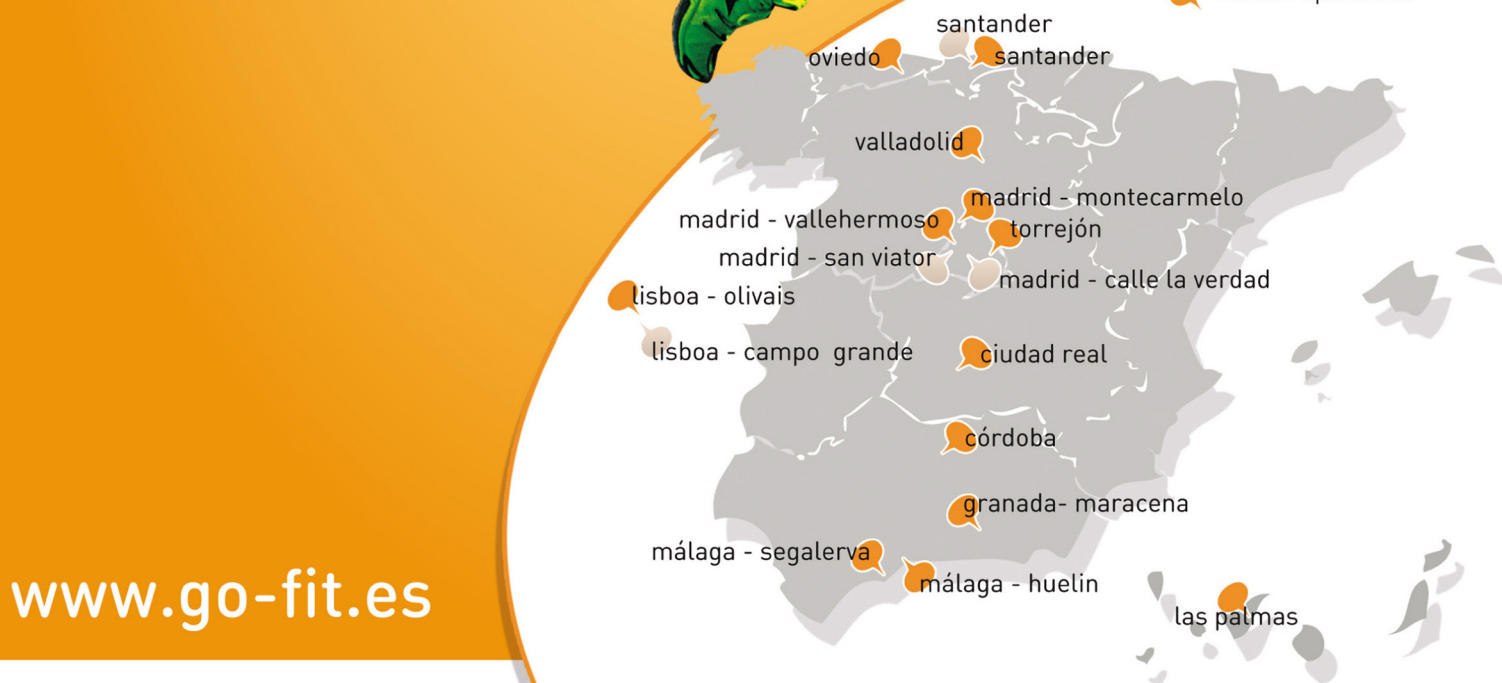 santander
oviedo
santander
valladolid
madrid - montecarmelo
madrid - vallehermoso
torrejón
madrid - san viator
madrid - calle la verdad
lisboa - olivais
lisboa - campo grande
ciudad real
córdoba
granada- maracena
málaga - segalerva
málaga - huelin
las palmas
www.go-fit.es